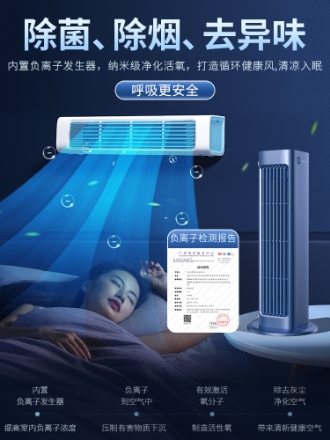 除菌、除烟、去异味
内置负离子发生器，纳米级净化活氧，打造循环健康风,清凉入眠
呼吸更安全
负离子检测报告
内置
负离子发生器
负离子
到空气中
有效激活
氧分子
除去灰尘
净化空气
提高室内负离子浓度
压制有害物质下沉
制造活性氧
带来清新健康空气